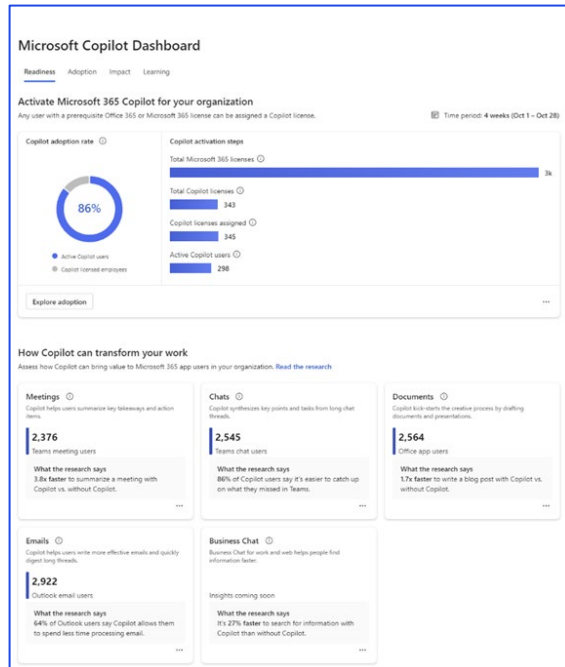 Microsoft Copilot Dashboard
Readiness Adoption Impact Learning
Activate Microsoft 365 Copilot for your organization
Any user with a prerequisite Office 365 or Microsoft 365 license can be assigned a Copilot license.
Time period: 4 weeks (Oct 1 – Oct 28)
Copilot adoption rate
86%
Active Copilot users
Copilot licensed employees
Copilot activation steps
Total Microsoft 365 licenses
3k
Total Copilot licenses
343
Copilot licenses assigned
345
Active Copilot users
298
Explore adoption
How Copilot can transform your work
Assess how Copilot can bring value to Microsoft 365 app users in your organization. Read the research
Meetings
Copilot helps users summarize key takeaways and action
items.
2,376
Teams meeting users
What the research says
3.8x faster to summarize a meeting with
Copilot vs. without Copilot.
Chats
Copilot synthesizes key points and tasks from long chat
threads.
2,545
Teams chat users
What the research says
86% of Copilot users say it's easier to catch up
on what they missed in Teams.
Documents
Copilot kick-starts the creative process by drafting
documents and presentations.
2,564
Office app users
What the research says
1.7x faster to write a blog post with Copilot vs.
without Copilot.
Emails
Copilot helps users write more effective emails and quickly
digest long threads.
2,922
Outlook email users
What the research says
64% of Outlook users say Copilot allows them
to spend less time processing email.
Business Chat
Business Chat for work and web helps people find
information faster.
Insights coming soon
What the research says
It's 27% faster to search for information with
Copilot than without Copilot.